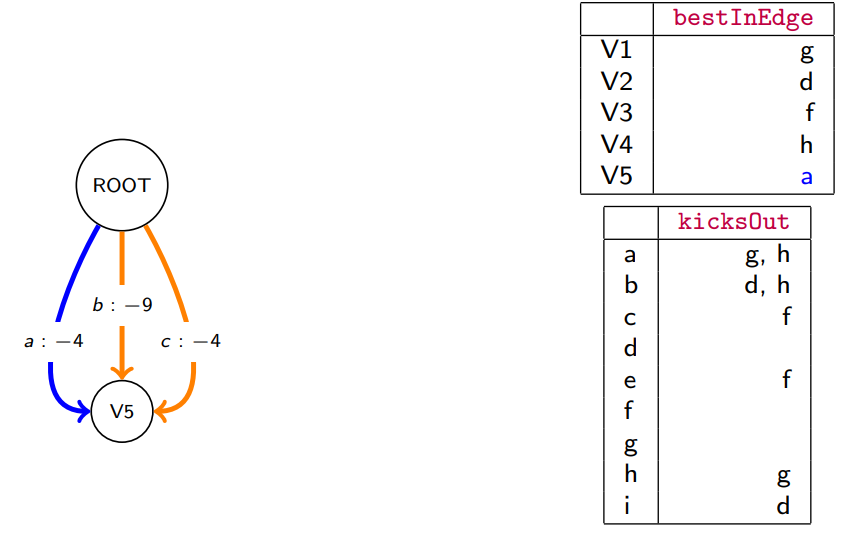 ROOT
b : −9
a : −4
c : −4
V5
bestInEdge
V1 g
V2 d
V3 f
V4 h
V5 a
kicksOut
a g, h
b d, h
c f
d
e f
f
g
h g
i d